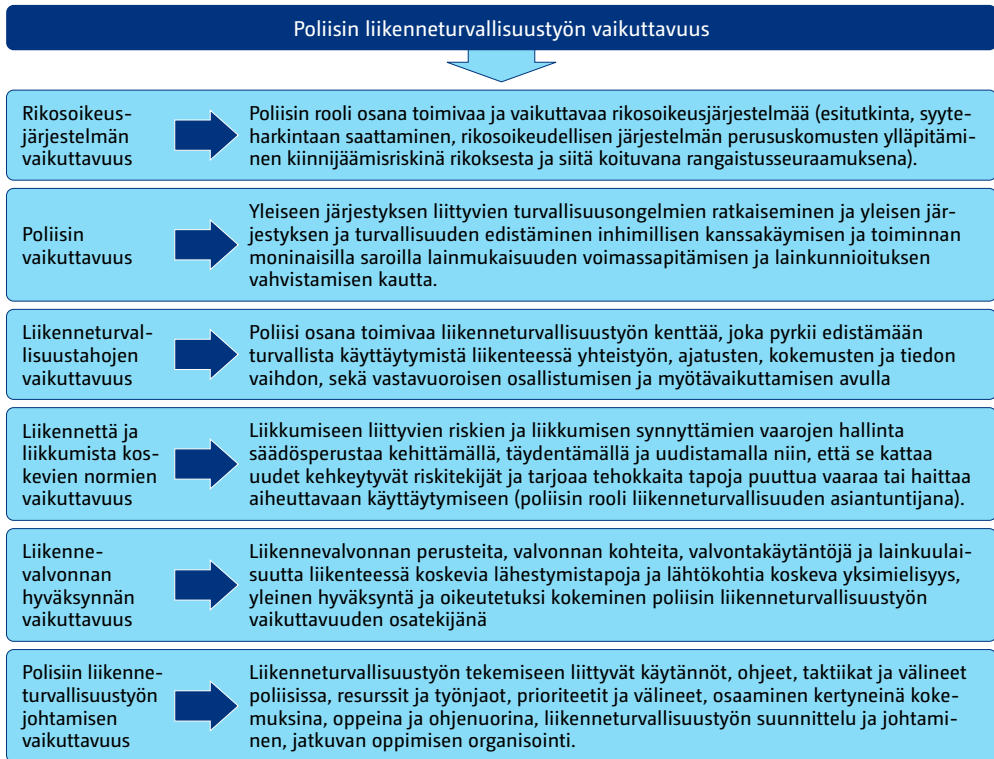 Poliisin liikenneturvallisuustyön vaikuttavuus
Rikosoikeus-
järjestelmän
vaikuttavuus
Poliisin rooli osana toimivaa ja vaikuttavaa rikosoikeusjärjestelmää (esitutkinta, syyte-
harkintaan saattaminen, rikosoikeudellisen järjestelmän perususkomusten ylläpitämi-
nen kiinnijäämisriskinä rikoksesta ja siitä koituvana rangaistusseuraamuksena).
Poliisin
vaikuttavuus
Yleiseen järjestyksen liittyvien turvallisuusongelmien ratkaiseminen ja yleisen jär-
jestyksen ja turvallisuuden edistäminen inhimillisen kanssakäymisen ja toiminnan
moninaisilla saroilla lainmukaisuuden voimassapitämisen ja lainkunnioituksen
vahvistamisen kautta.
Liikenneturval-
lisuustahojen
vaikuttavuus
Poliisi osana toimivaa liikenneturvallisuustyön kenttää, joka pyrkii edistämään
turvallista käyttäytymistä liikenteessä yhteistyön, ajatusten, kokemusten ja tiedon
vaihdon, sekä vastavuoroisen osallistumisen ja myötävaikuttamisen avulla
Liikennettä ja
liikkumista kos-
kevien normien
vaikuttavuus
Liikkumiseen liittyvien riskien ja liikkumisen synnyttämien vaarojen hallinta
säädösperustaa kehittämällä, täydentämällä ja uudistamalla niin, että se kattaa
uudet kehkeytyvät riskitekijät ja tarjoaa tehokkaita tapoja puuttua vaaraa tai haittaa
aiheuttavaan käyttäytymiseen (poliisin rooli liikenneturvallisuuden asiantuntijana).
Liikenne-
valvonnan
hyväksynnän
vaikuttavuus
Liikennevalvonnan perusteita, valvonnan kohteita, valvontakäytäntöjä ja lainkuulai-
suutta liikenteessä koskevia lähestymistapoja ja lähtökohtia koskeva yksimielisyys,
yleinen hyväksyntä ja oikeutetuksi kokeminen poliisin liikenneturvallisuustyön
vaikuttavuuden osatekijänä
Polisiin liikenne-
turvallisuustyön
johtamisen
vaikuttavuus
Liikenneturvallisuustyön tekemiseen liittyvät käytännöt, ohjeet, taktiikat ja välineet
poliisissa, resurssit ja työnjaot, prioriteetit ja välineet, osaaminen kertyneinä koke-
muksina, oppeina ja ohjenuorina, liikenneturvallisuustyön suunnittelu ja johtami-
nen, jatkuvan oppimisen organisointi.